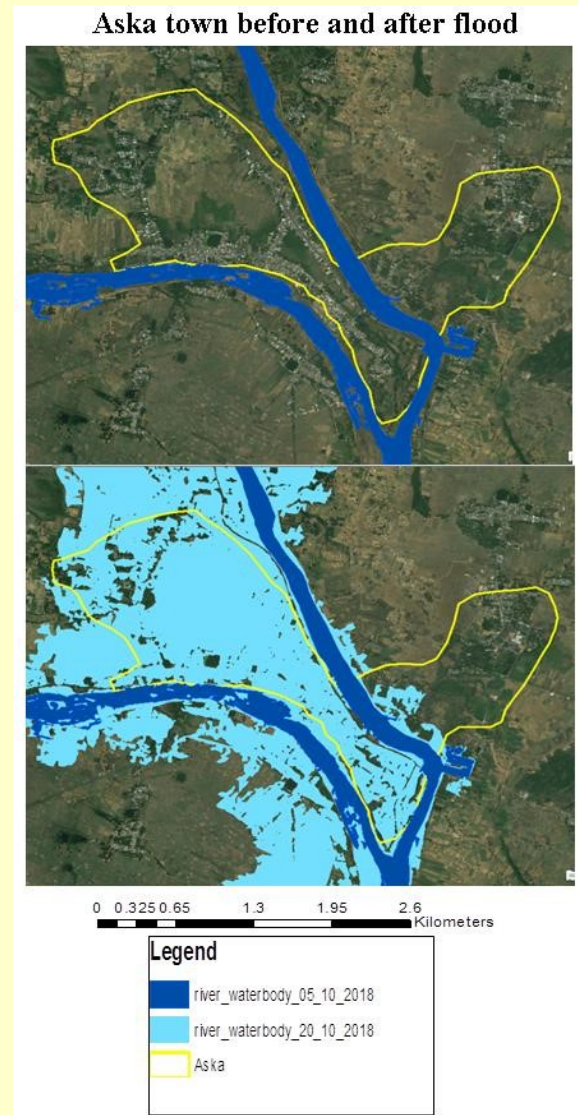 Aska town before and after flood
0 0.325 0.65 1.3 1.95 2.6
Kilometers
Legend
river_waterbody_05_10_2018
river_waterbody_20_10_2018
Aska